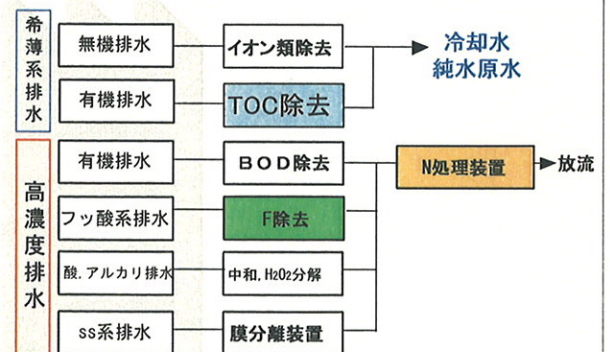 希薄系排水
無機排水
イオン類除去
冷却水
純水原水
有機排水
TOC除去
高濃度排水
有機排水
BOD除去
N処理装置
放流
フッ酸系排水
F除去
酸.アルカリ排水
中和.H2O2分解
ss系排水
膜分離装置